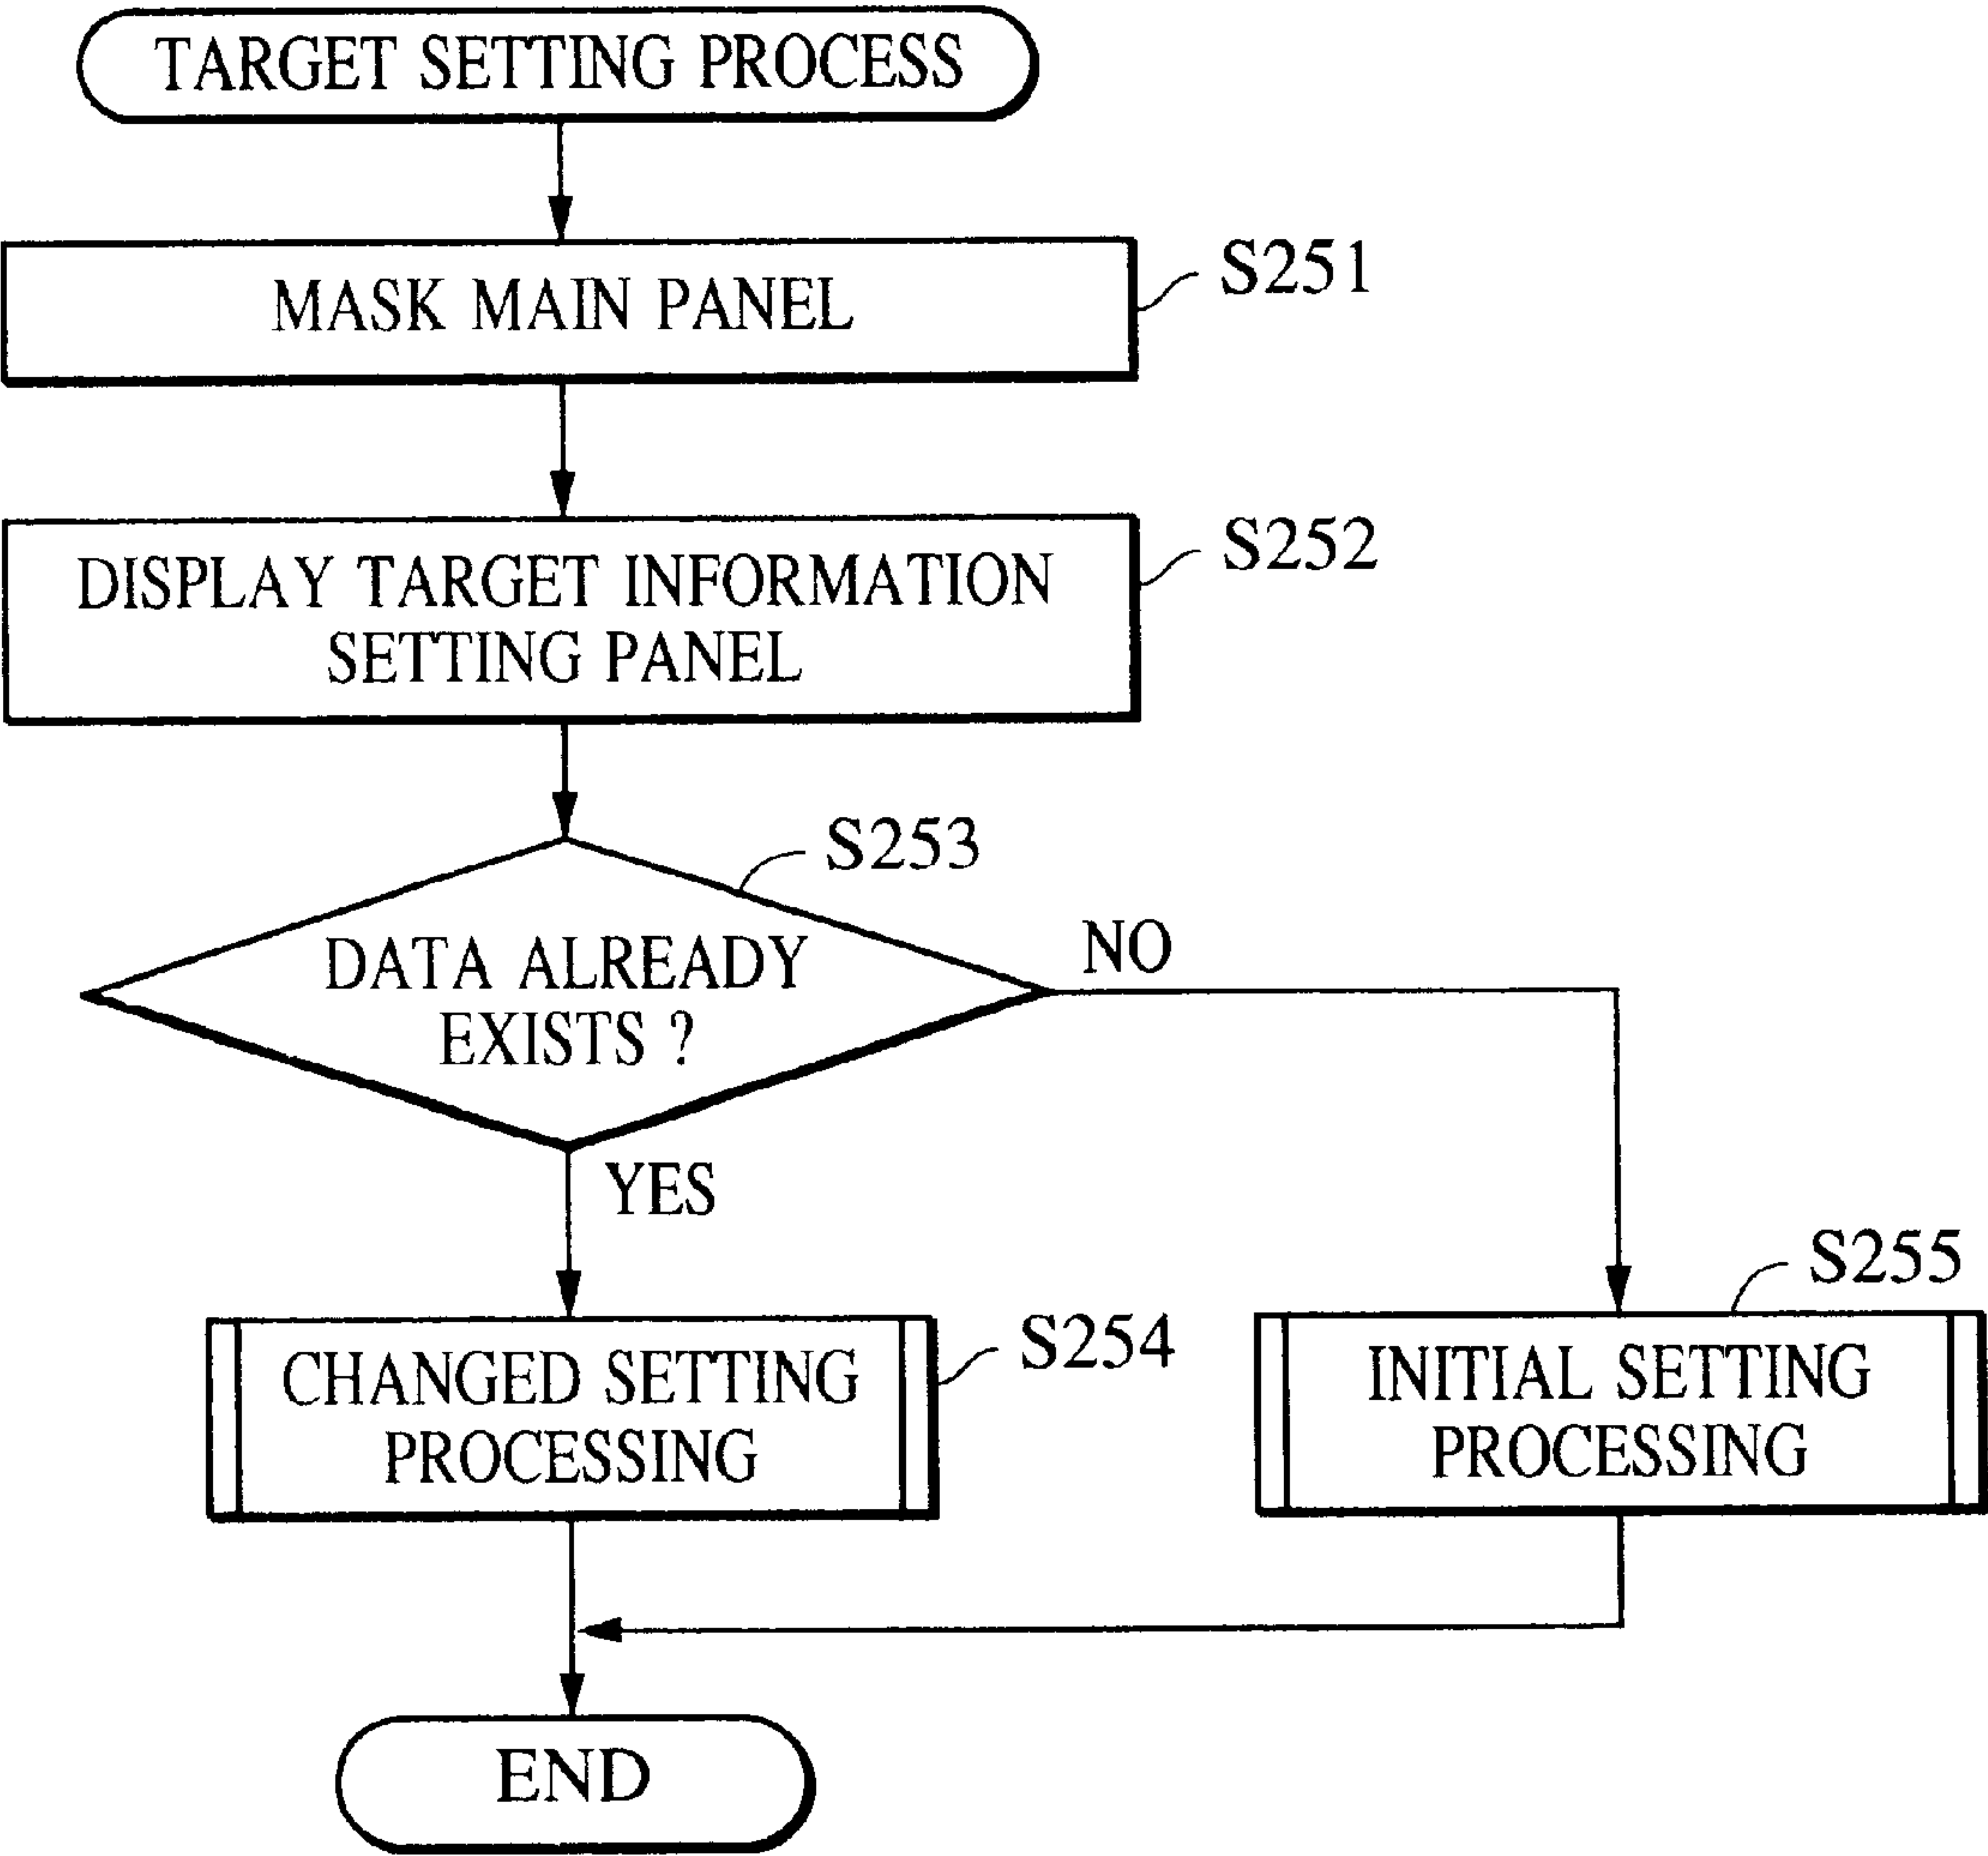 TARGET SETTING PROCESS
MASK MAIN PANEL
S251
DISPLAY TARGET INFORMATION
SETTING PANEL
S252
S253
DATA ALREADY
EXISTS ?
NO
YES
CHANGED SETTING
PROCESSING
S254
S255
INITIAL SETTING
PROCESSING
END